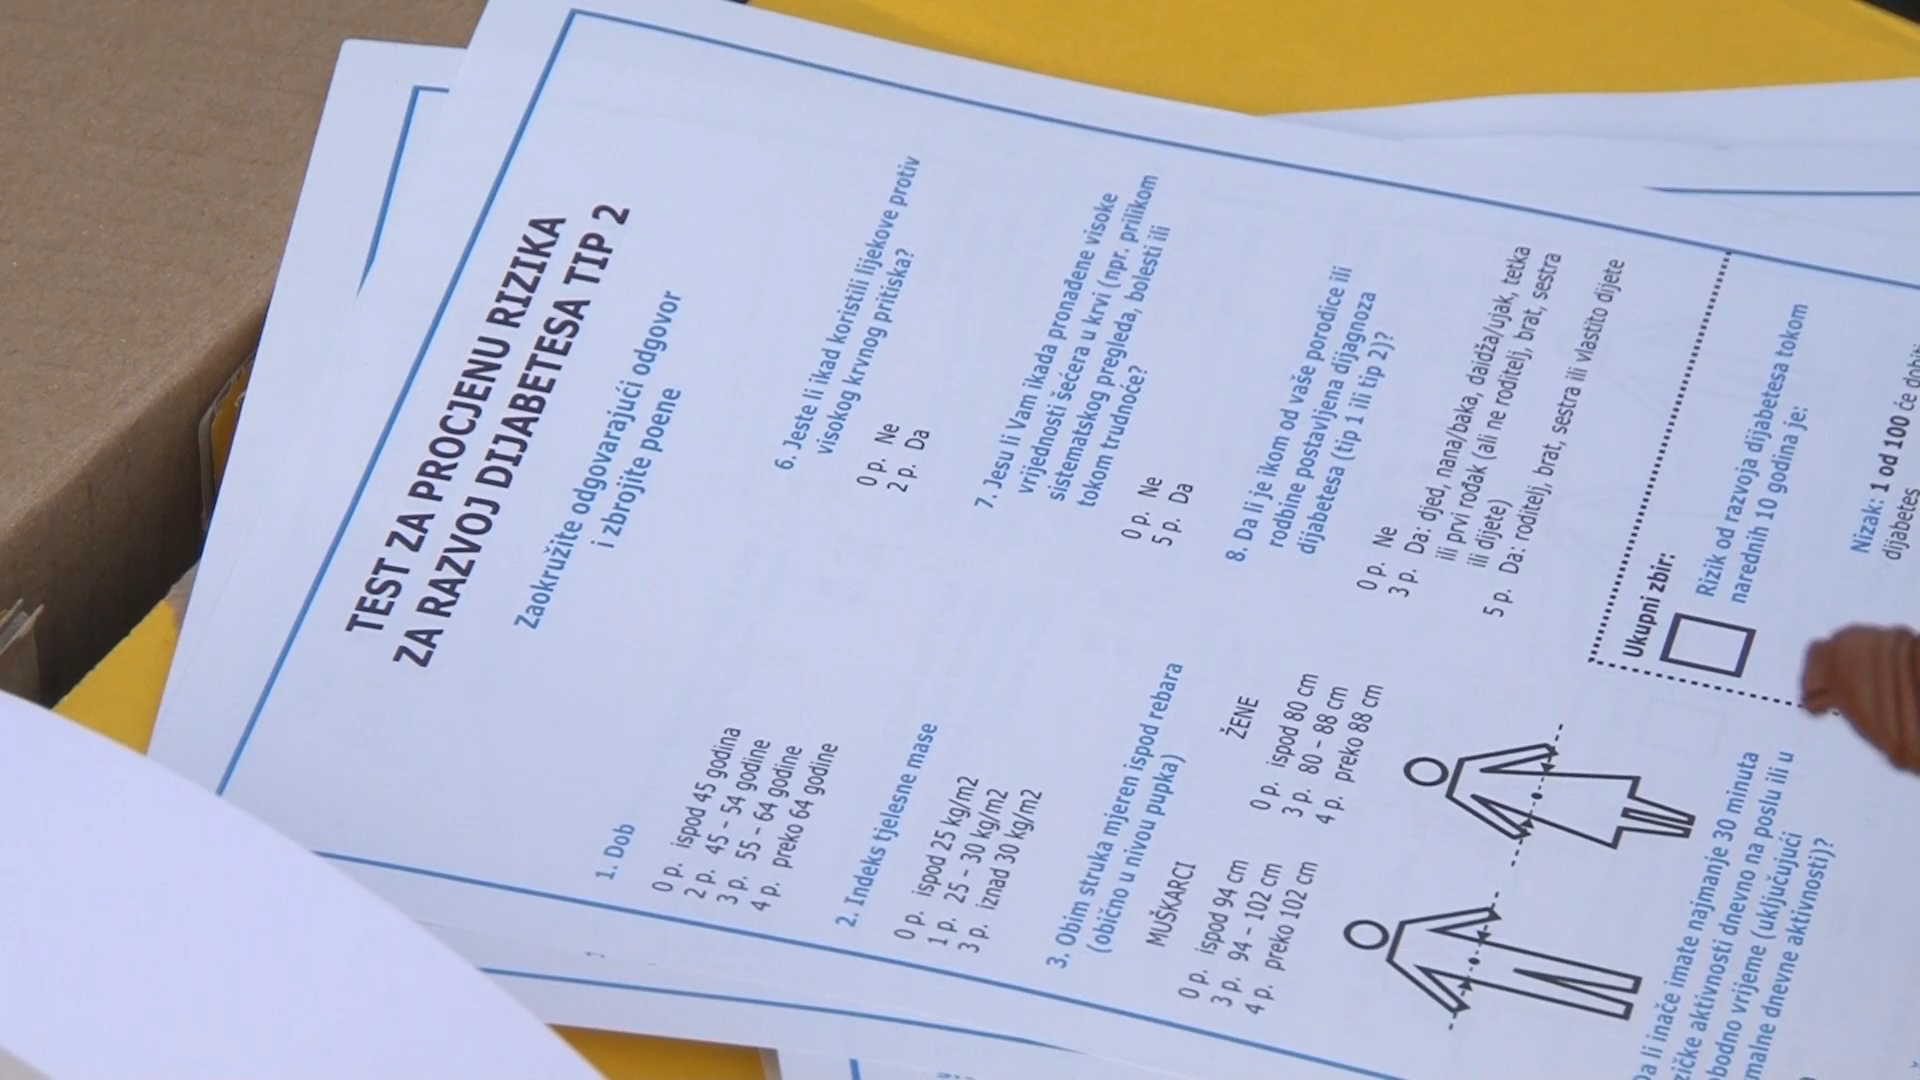 TEST ZA PROCJENU RIZIKA
ZA RAZVOJ DIJABETESA TIP 2
Zaokružite odgovarajući odgovor
i zbrojite poene
1. Dob
0 p. ispod 45 godina
2 p. 45 – 54 godine
3 p. 55 – 64 godine
4 p. preko 64 godine
2. Indeks tjelesne mase
0 p. ispod 25 kg/m2
1 p. 25 – 30 kg/m2
3 p. iznad 30 kg/m2
3. Obim struka mjeren ispod rebara
(obično u nivou pupka)
MUŠKARCI
0 p. ispod 94 cm
3 p. 94 – 102 cm
4 p. preko 102 cm
ŽENE
0 p. ispod 80 cm
3 p. 80 – 88 cm
4 p. preko 88 cm
li inače imate najmanje 30 minuta
aktivnosti dnevno na poslu ili u
vrijeme (uključujući
dnevne aktivnosti)?
6. Jeste li ikad koristili lijekove protiv
visokog krvnog pritiska?
0 p. Ne
2 p. Da
7. Jesu li Vam ikada pronađene visoke
vrijednosti šećera u krvi (npr. prilikom
sistematskog pregleda, bolesti ili
tokom trudnoće?
0 p. Ne
5 p. Da
8. Da li je ikom od vaše porodice ili
rodbine postavljena dijagnoza
dijabetesa (tip 1 ili tip 2)?
0 p. Ne
3 p. Da: djed, nana/baka, daidža/ujak, tetka
ili prvi rođak (ali ne roditelj, brat, sestra
ili dijete)
5 p. Da: roditelj, brat, sestra ili vlastito dijete
Ukupni zbir:
Rizik od razvoja dijabetesa tokom
narednih 10 godina je:
Nizak: 1 od 100 će
dijabetes